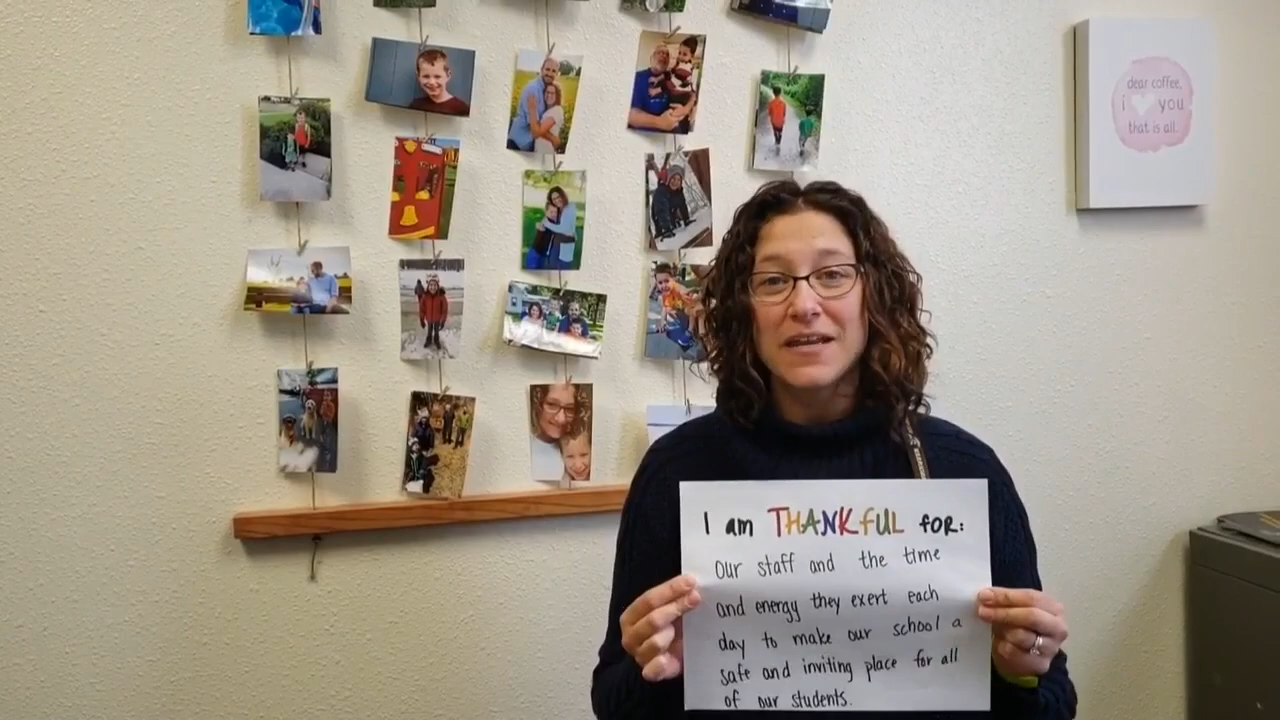 dear coffee,
i you
that is all.
I am THANKFUL FOR:
Our staff and the time
and energy they exert each
day to make our school a
safe and inviting place for all
of our students.